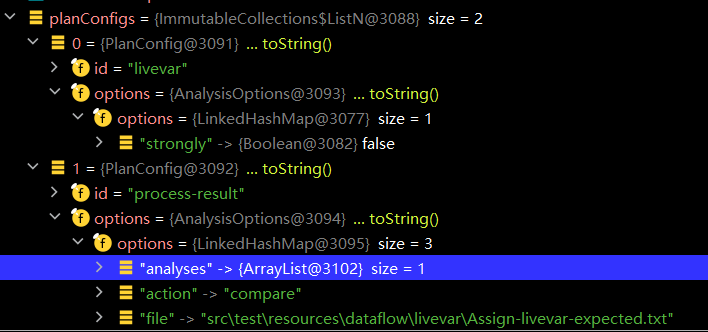 planConfigs = {ImmutableCollections$ListN@3088} size = 2
0 = {PlanConfig@3091} ... toString()
f id = "livevar"
f options = {AnalysisOptions@3093} ... toString()
f options = {LinkedHashMap@3077} size = 1
"strongly" -> {Boolean@3082} false
1 = {PlanConfig@3092} ... toString()
f id = "process-result"
f options = {AnalysisOptions@3094} ... toString()
f options = {LinkedHashMap@3095} size = 3
"analyses" -> {ArrayList@3102} size = 1
"action" -> "compare"
"file" -> "src\test\resources\dataflow\livevar\Assign-livevar-expected.txt"